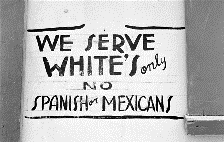 WE SERVE
WHITE'S only
NO
SPANISH or MEXICANS